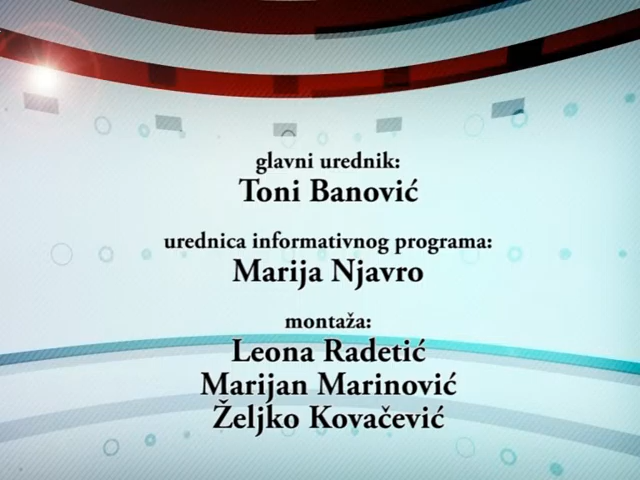 glavni urednik:
Toni Banović
urednica informativnog programa:
Marija Njavro
montaža:
Leona Radetić
Marijan Marinović
Željko Kovačević